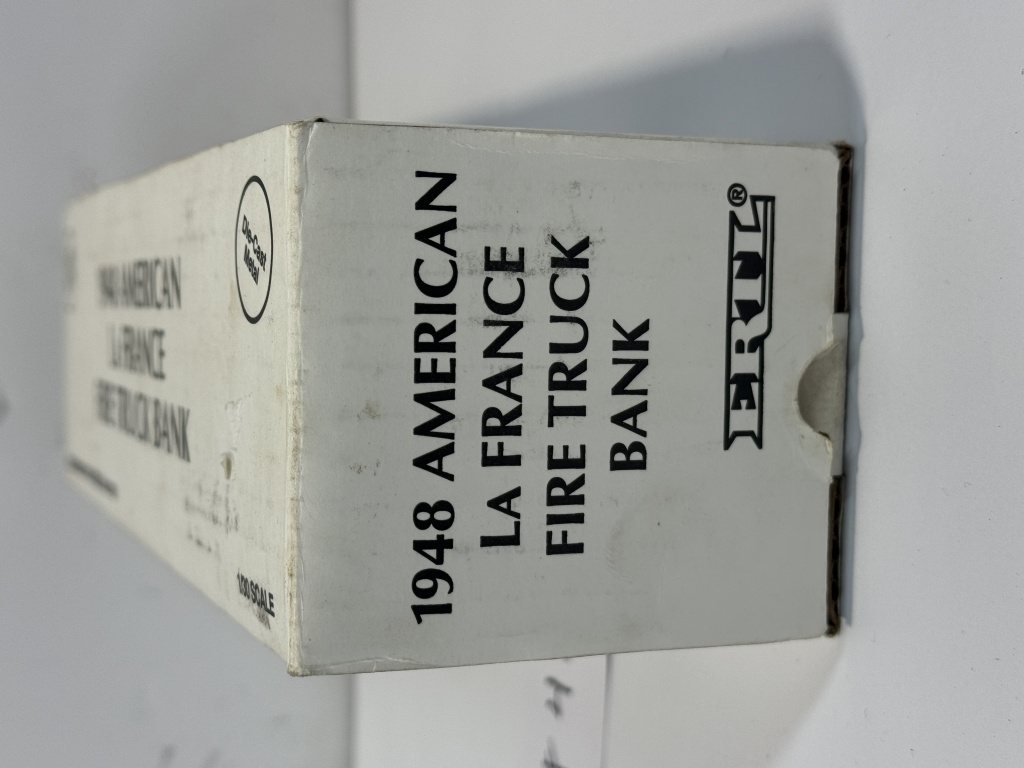 1948 AMERICAN
LA FRANCE
FIRE TRUCK
BANK
ERTL®
Die-Cast
Metal
AMERICAN
LA FRANCE
FIRE TRUCK BANK
1/30 SCALE